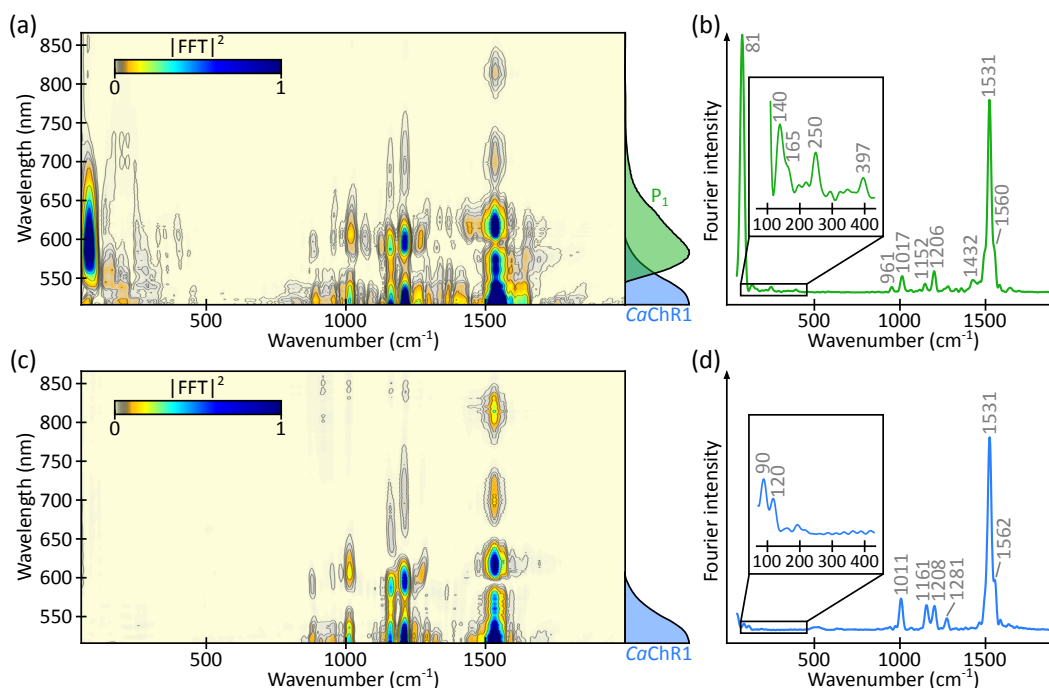 (a)
|FFT|²
0 1
Wavelength (nm)
850
800
750
700
650
600
550
500 1000 1500
Wavenumber (cm⁻¹)
P₁
CaChR1
(b)
Fourier intensity
81
140
165
250
397
100 200 300 400
961
1017
1152
1206
1432
1531
1560
500 1000 1500
Wavenumber (cm⁻¹)
(c)
|FFT|²
0 1
Wavelength (nm)
850
800
750
700
650
600
550
500 1000 1500
Wavenumber (cm⁻¹)
CaChR1
(d)
Fourier intensity
90
120
100 200 300 400
1011
1161
1208
1281
1531
1562
500 1000 1500
Wavenumber (cm⁻¹)